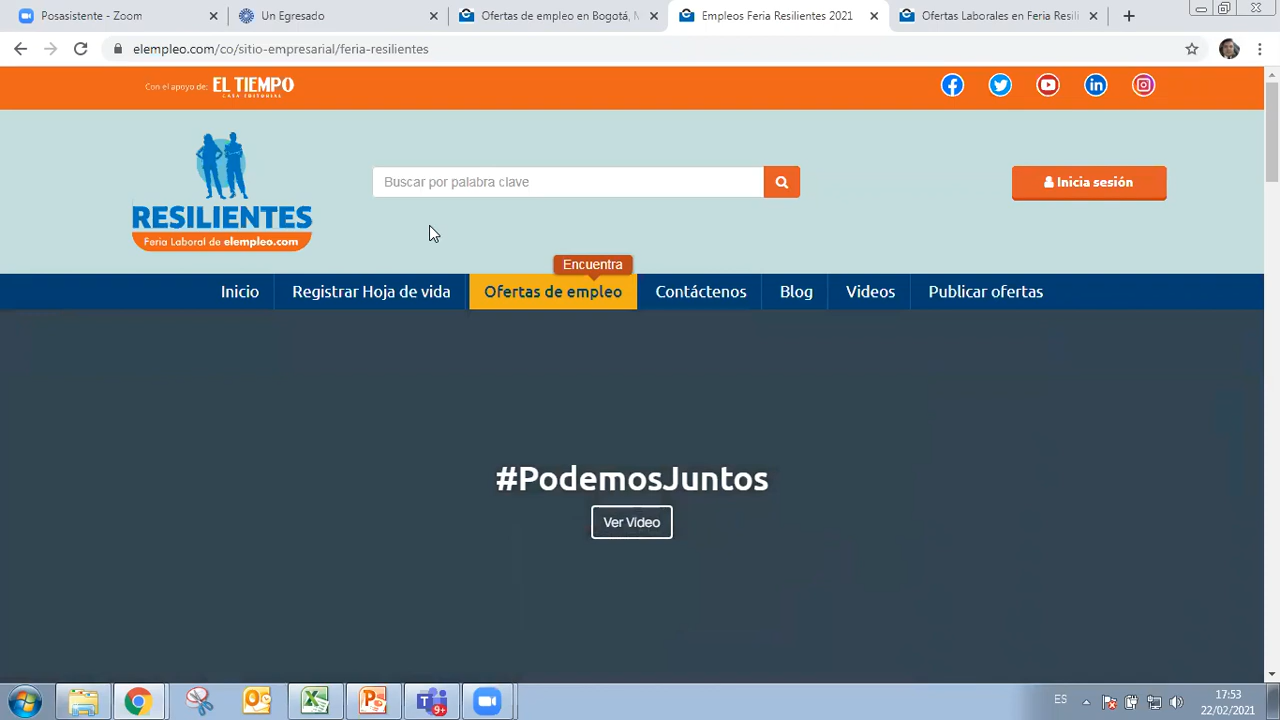 Posasistente - Zoom
Un Egresado
Ofertas de empleo en Bogotá, M
Empleos Feria Resilientes 2021
Ofertas Laborales en Feria Resili
elempleo.com/co/sitio-empresarial/feria-resilientes
Con el apoyo de: EL TIEMPO
CASA EDITORIAL
RESILIENTES
Feria Laboral de elempleo.com
Buscar por palabra clave
Inicia sesión
Encuentra
Inicio
Registrar Hoja de vida
Ofertas de empleo
Contáctenos
Blog
Videos
Publicar ofertas
#PodemosJuntos
Ver Video
9+
ES
17:53
22/02/2021